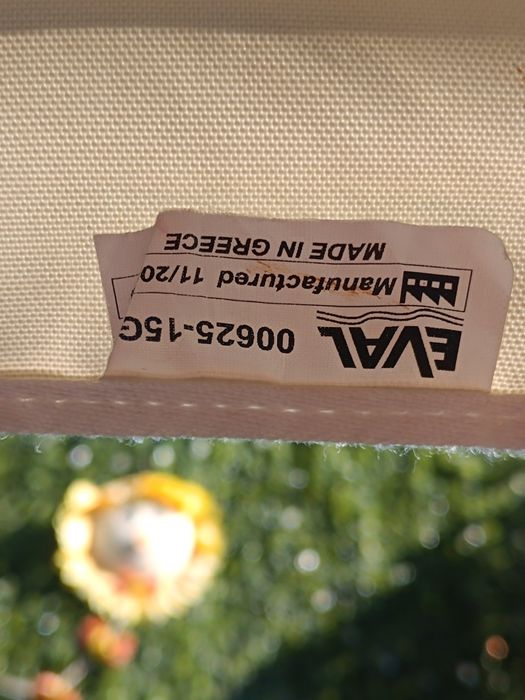 EVAL 00625-15G
Manufactured 11/20
MADE IN GREECE